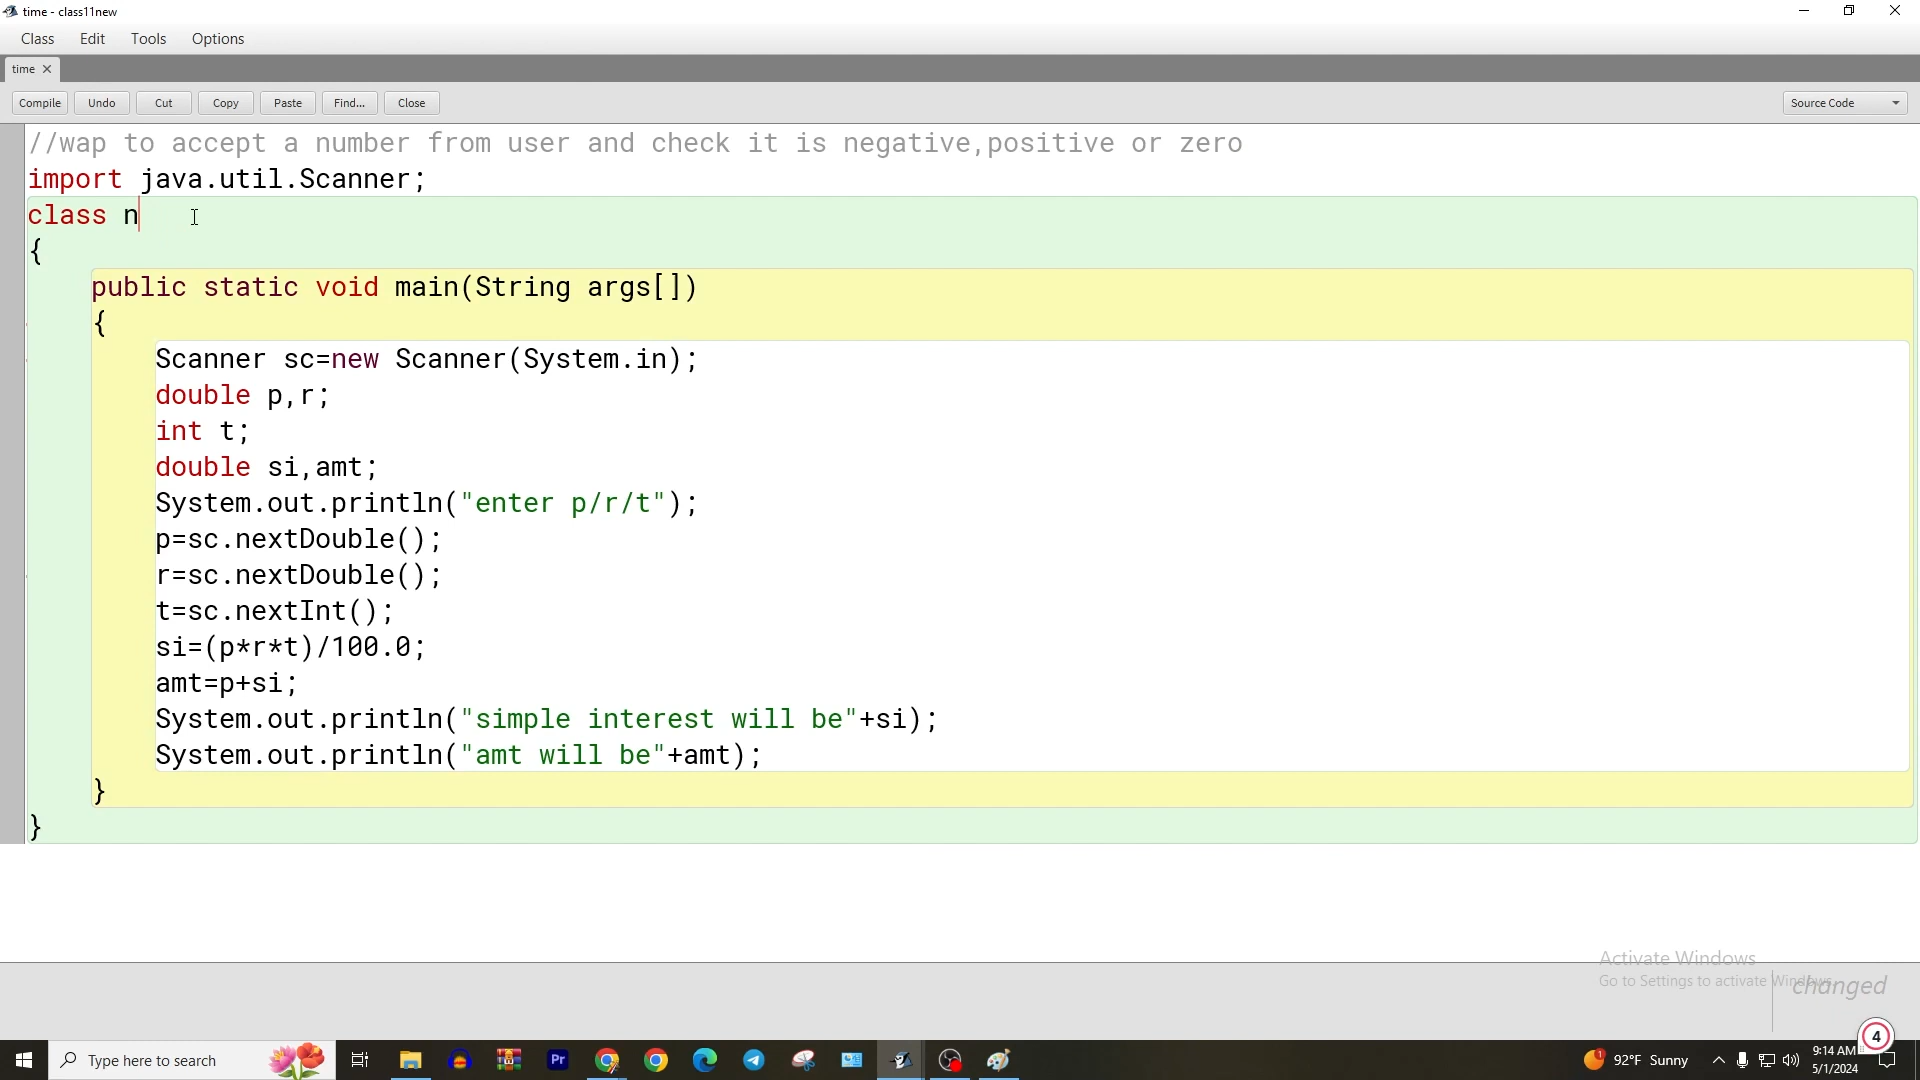 time - class11new
Class Edit Tools Options
time
Compile Undo Cut Copy Paste Find... Close Source Code
//wap to accept a number from user and check it is negative,positive or zero
import java.util.Scanner;
class n
{
public static void main(String args[])
{
Scanner sc=new Scanner(System.in);
double p,r;
int t;
double si,amt;
System.out.println("enter p/r/t");
p=sc.nextDouble();
r=sc.nextDouble();
t=sc.nextInt();
si=(p*r*t)/100.0;
amt=p+si;
System.out.println("simple interest will be"+si);
System.out.println("amt will be"+amt);
}
}
Activate Windows
Go to Settings to activate Windows.
changed
4
Type here to search Pr 1 92°F Sunny 9:14 AM
5/1/2024